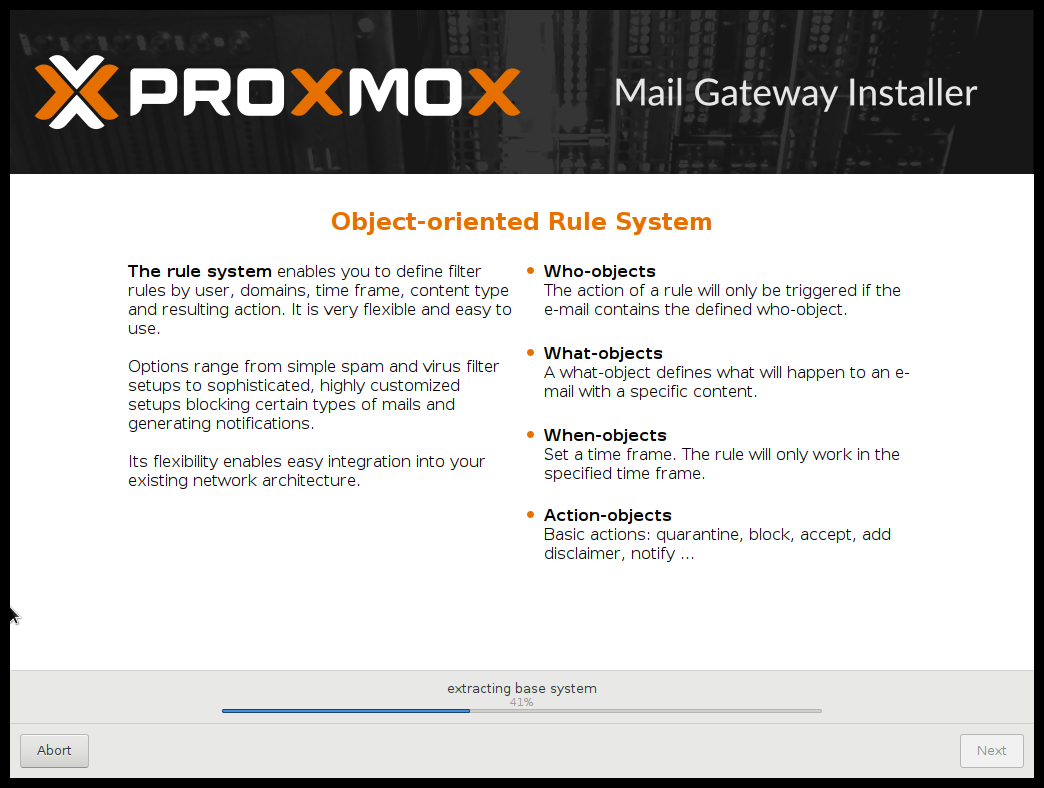 PROXMOX
Mail Gateway Installer
Object-oriented Rule System
The rule system enables you to define filter
rules by user, domains, time frame, content type
and resulting action. It is very flexible and easy to
use.
Options range from simple spam and virus filter
setups to sophisticated, highly customized
setups blocking certain types of mails and
generating notifications.
Its flexibility enables easy integration into your
existing network architecture.
Who-objects
The action of a rule will only be triggered if the
e-mail contains the defined who-object.
What-objects
A what-object defines what will happen to an e-
mail with a specific content.
When-objects
Set a time frame. The rule will only work in the
specified time frame.
Action-objects
Basic actions: quarantine, block, accept, add
disclaimer, notify ...
extracting base system
41%
Abort
Next